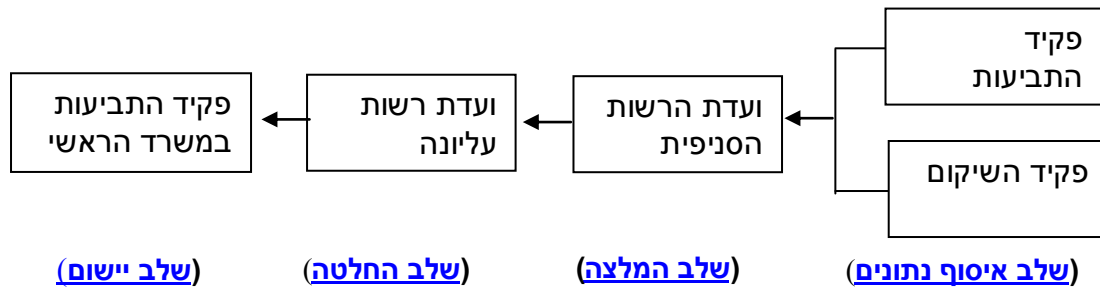 פקיד
התביעות
פקיד השיקום
ועדת הרשות
הסניפית
ועדת רשות
עליונה
פקיד התביעות
במשרד הראשי
(שלב איסוף נתונים)
(שלב המלצה)
(שלב החלטה)
(שלב יישום)